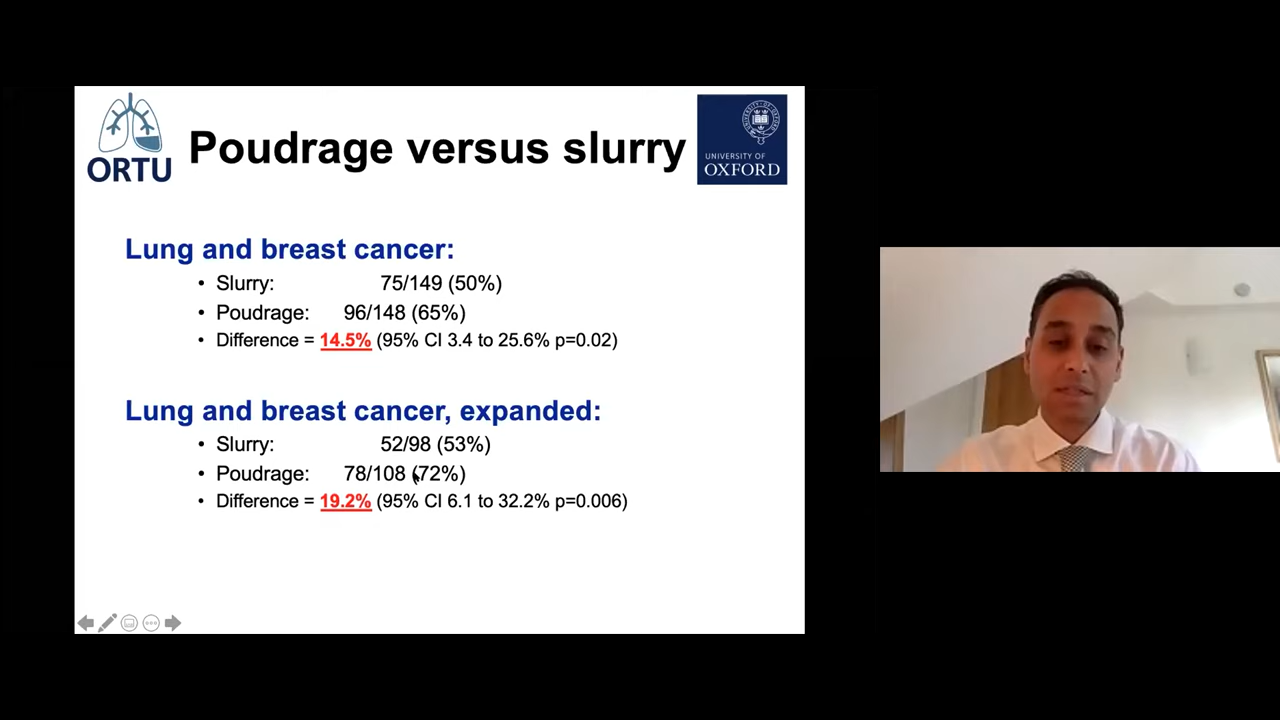 ORTU
Poudrage versus slurry
UNIVERSITY OF
OXFORD
Lung and breast cancer:
• Slurry: 75/149 (50%)
• Poudrage: 96/148 (65%)
• Difference = 14.5% (95% CI 3.4 to 25.6% p=0.02)
Lung and breast cancer, expanded:
• Slurry: 52/98 (53%)
• Poudrage: 78/108 (72%)
• Difference = 19.2% (95% CI 6.1 to 32.2% p=0.006)